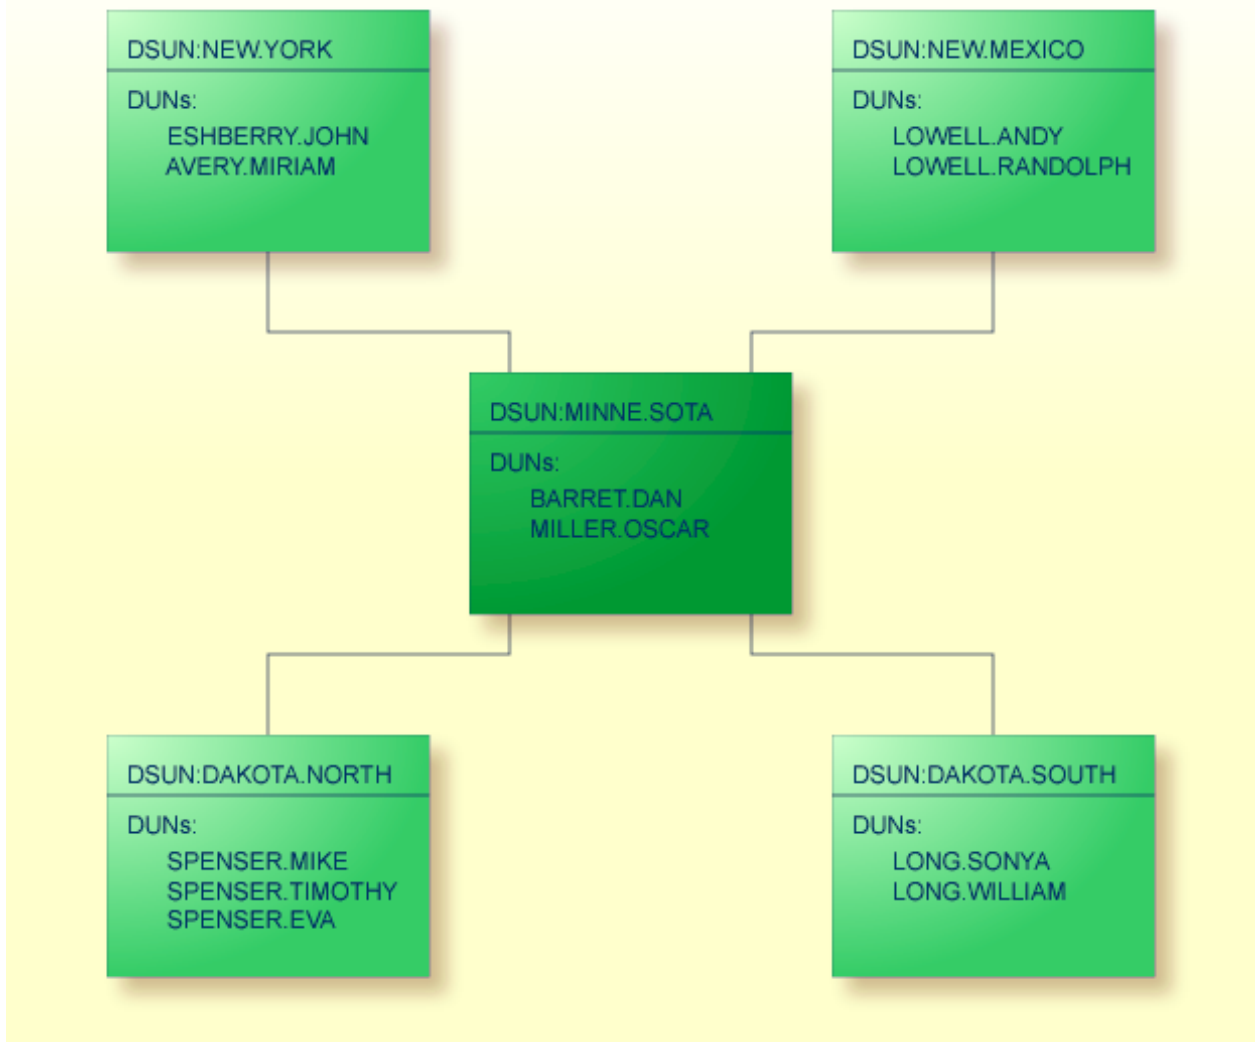 DSUN:NEW.YORK
DUNs:
ESHBERRY.JOHN
AVERY.MIRIAM
DSUN:NEW.MEXICO
DUNs:
LOWELL.ANDY
LOWELL.RANDOLPH
DSUN:MINNE.SOTA
DUNs:
BARRET.DAN
MILLER.OSCAR
DSUN:DAKOTA.NORTH
DUNs:
SPENSER.MIKE
SPENSER.TIMOTHY
SPENSER.EVA
DSUN:DAKOTA.SOUTH
DUNs:
LONG.SONYA
LONG.WILLIAM